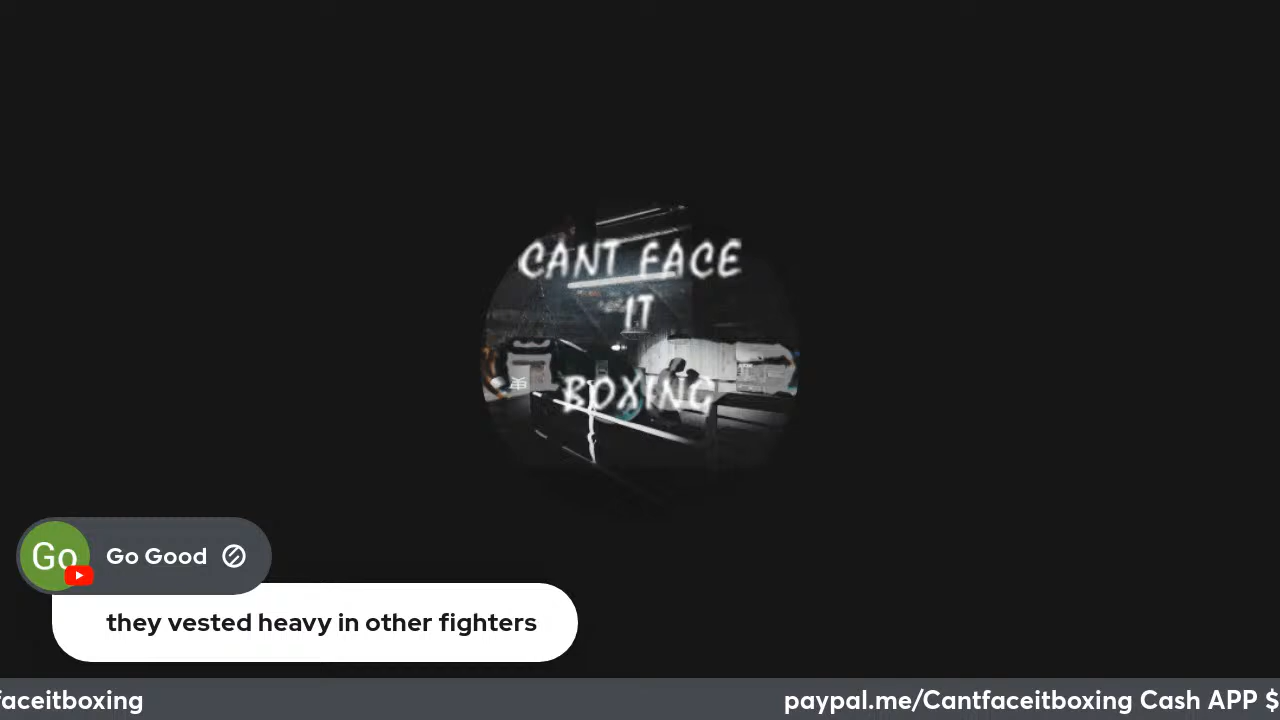 CANT FACE
IT
BOXING
Go
Go Good
they vested heavy in other fighters
faceitboxing
paypal.me/Cantfaceitboxing Cash APP $